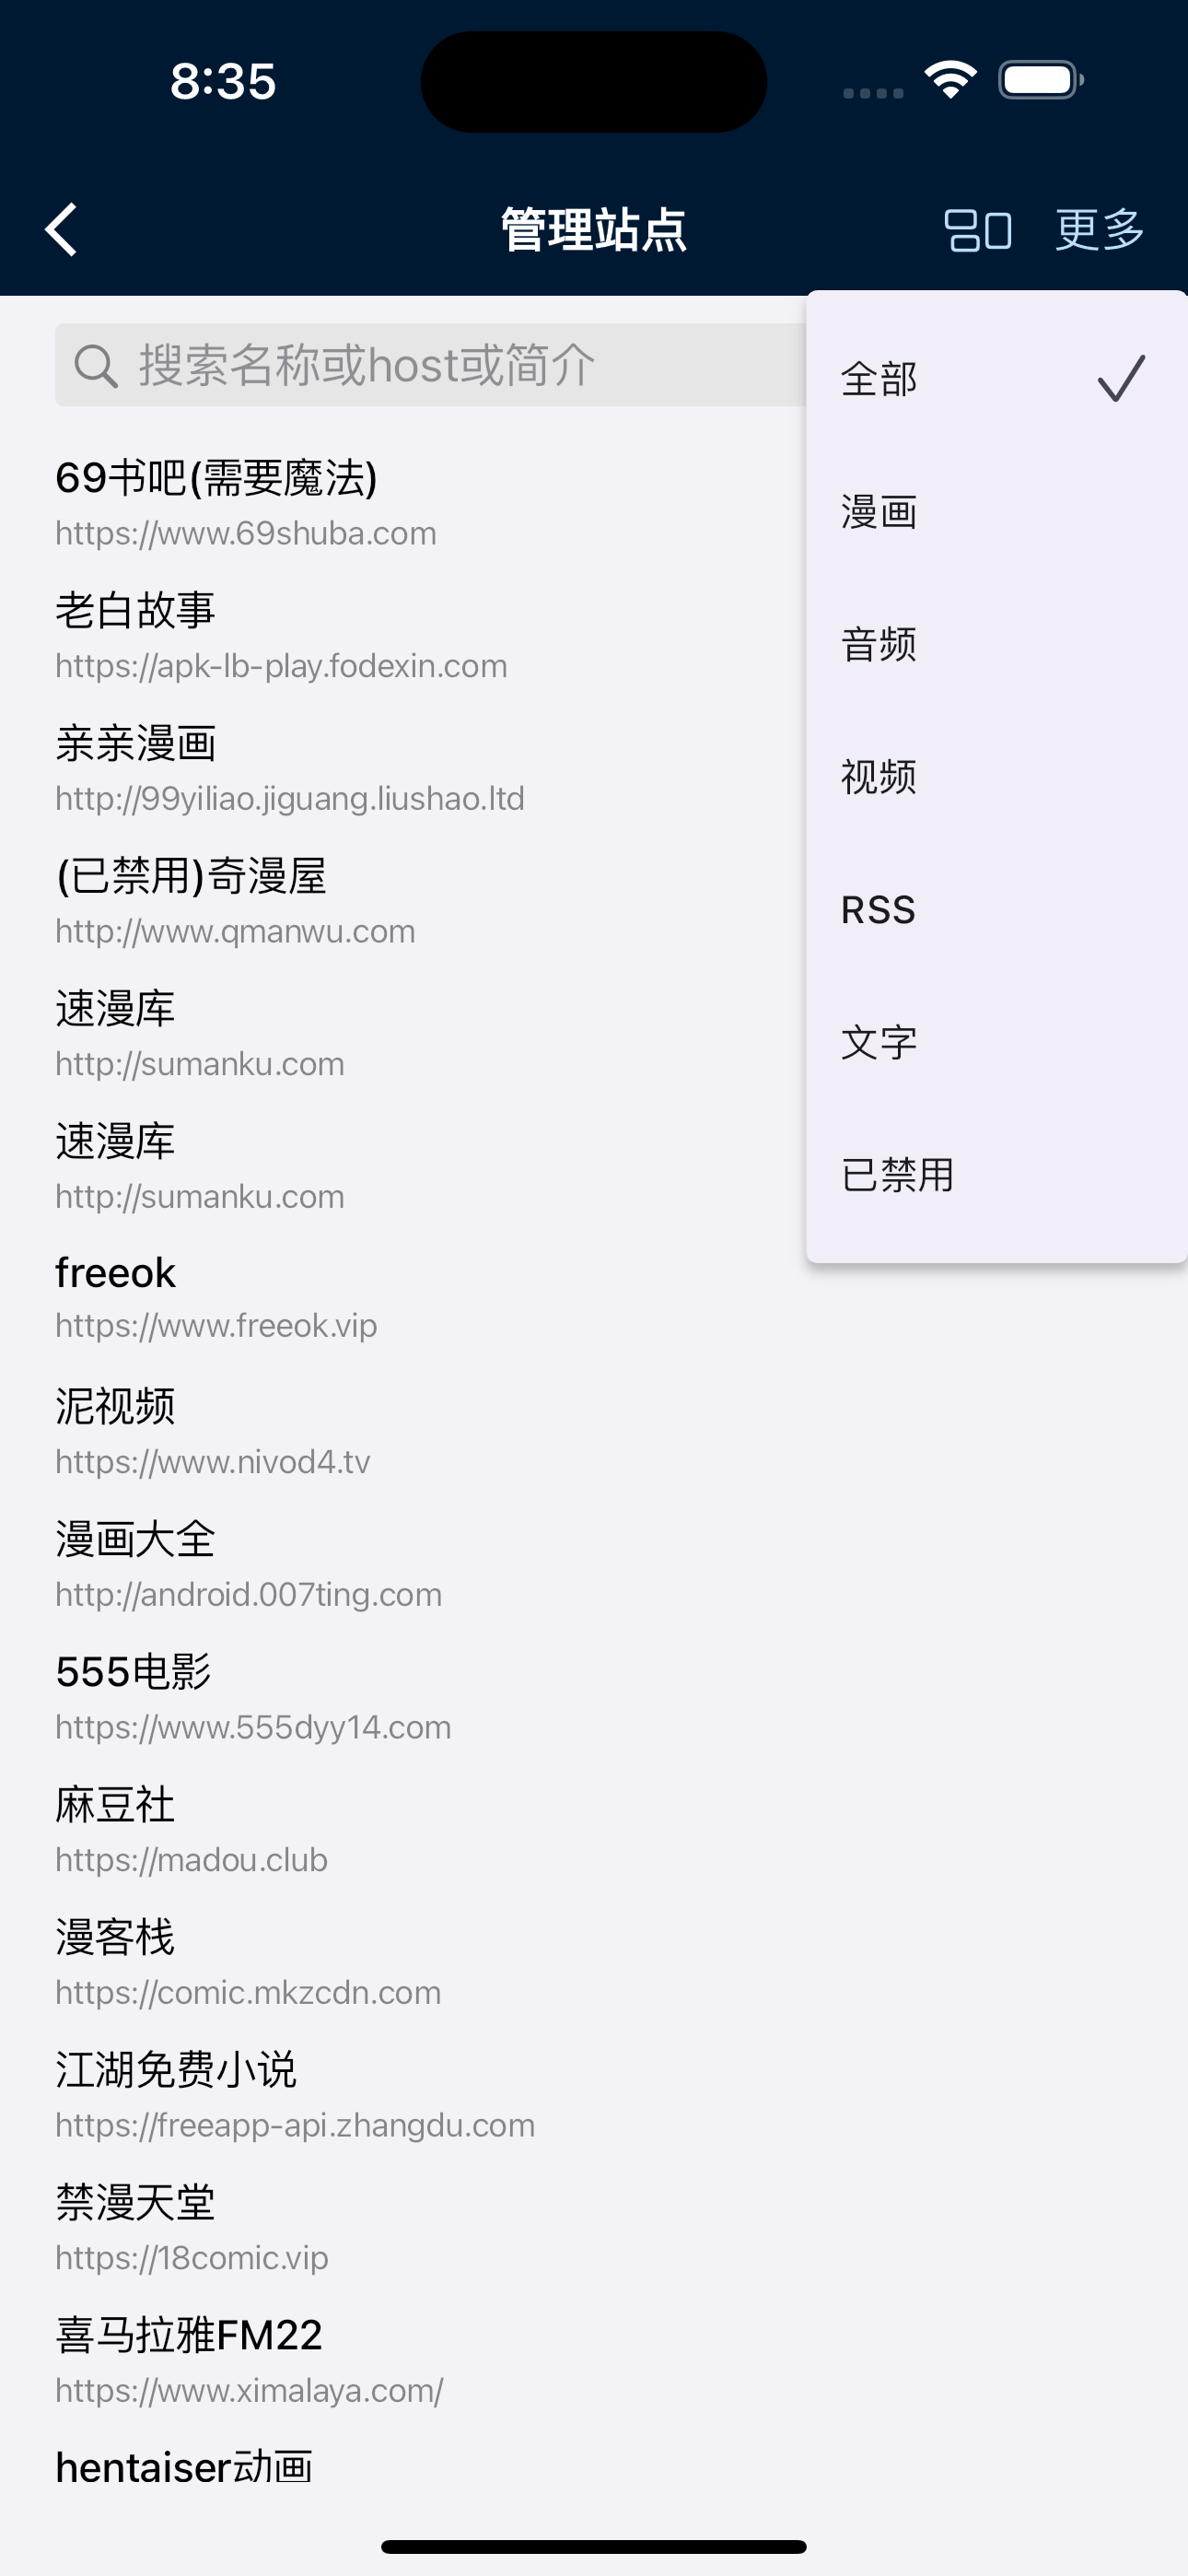 8:35
管理站点
更多
搜索名称或host或简介
全部
漫画
音频
视频
RSS
文字
已禁用
69书吧(需要魔法)
https://www.69shuba.com
老白故事
https://apk-lb-play.fodexin.com
亲亲漫画
http://99yiliao.jiguang.liushao.ltd
(已禁用)奇漫屋
http://www.qmanwu.com
速漫库
http://sumanku.com
速漫库
http://sumanku.com
freeok
https://www.freeok.vip
泥视频
https://www.nivod4.tv
漫画大全
http://android.007ting.com
555电影
https://www.555dyy14.com
麻豆社
https://madou.club
漫客栈
https://comic.mkzcdn.com
江湖免费小说
https://freeapp-api.zhangdu.com
禁漫天堂
https://18comic.vip
喜马拉雅FM22
https://www.ximalaya.com/
hentaiser动画